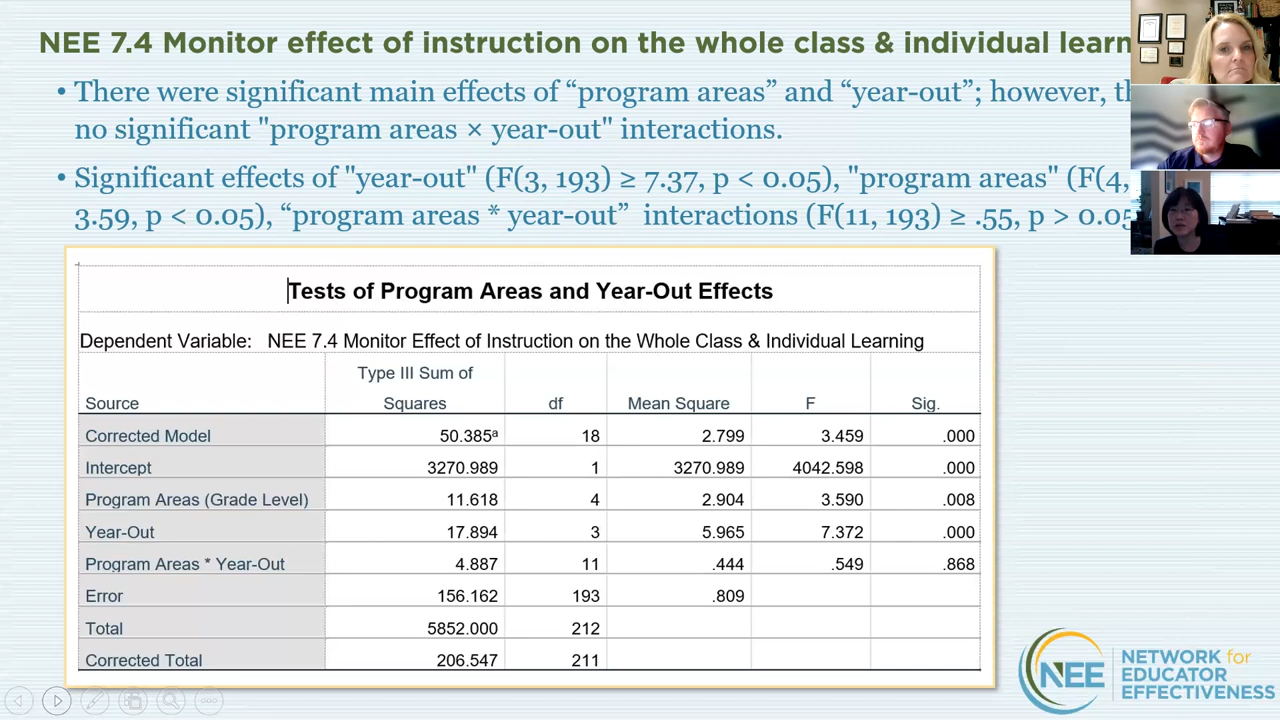 NEE 7.4 Monitor effect of instruction on the whole class & individual
• There were significant main effects of “program areas” and “year-out”; however,
no significant "program areas × year-out" interactions.
• Significant effects of "year-out" (F(3, 193) ≥ 7.37, p < 0.05), "program areas" (F(4,
3.59, p < 0.05), “program areas * year-out” interactions (F(11, 193) ≥ .55, p > 0.05
Tests of Program Areas and Year-Out Effects
Dependent Variable: NEE 7.4 Monitor Effect of Instruction on the Whole Class & Individual Learning
Source Type III Sum of Squares df Mean Square F Sig.
Corrected Model 50.385ᵃ 18 2.799 3.459 .000
Intercept 3270.989 1 3270.989 4042.598 .000
Program Areas (Grade Level) 11.618 4 2.904 3.590 .008
Year-Out 17.894 3 5.965 7.372 .000
Program Areas * Year-Out 4.887 11 .444 .549 .868
Error 156.162 193 .809
Total 5852.000 212
Corrected Total 206.547 211
NEE
NETWORK for
EDUCATOR
EFFECTIVENESS